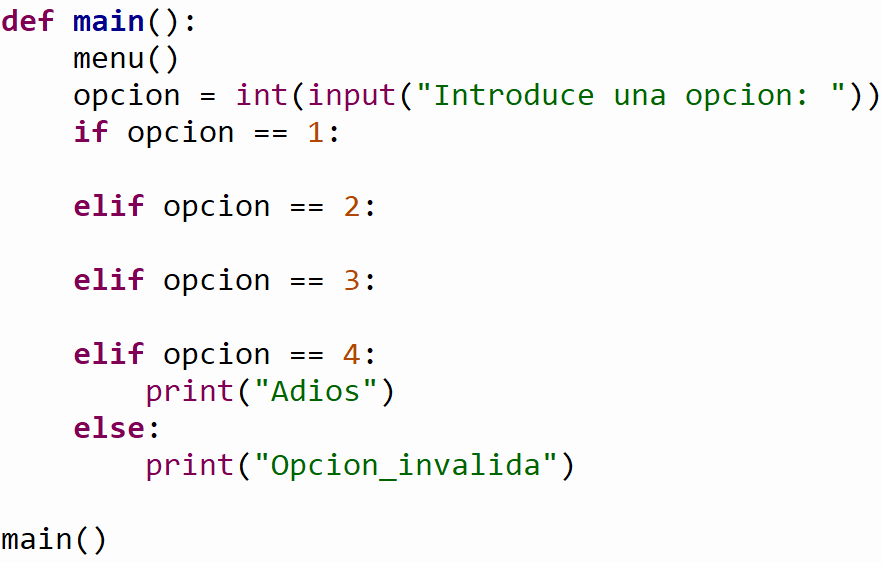 def main():
    menu()
    opcion = int(input("Introduce una opcion: "))
    if opcion == 1:

    elif opcion == 2:

    elif opcion == 3:

    elif opcion == 4:
        print("Adios")
    else:
        print("Opcion_invalida")

main()